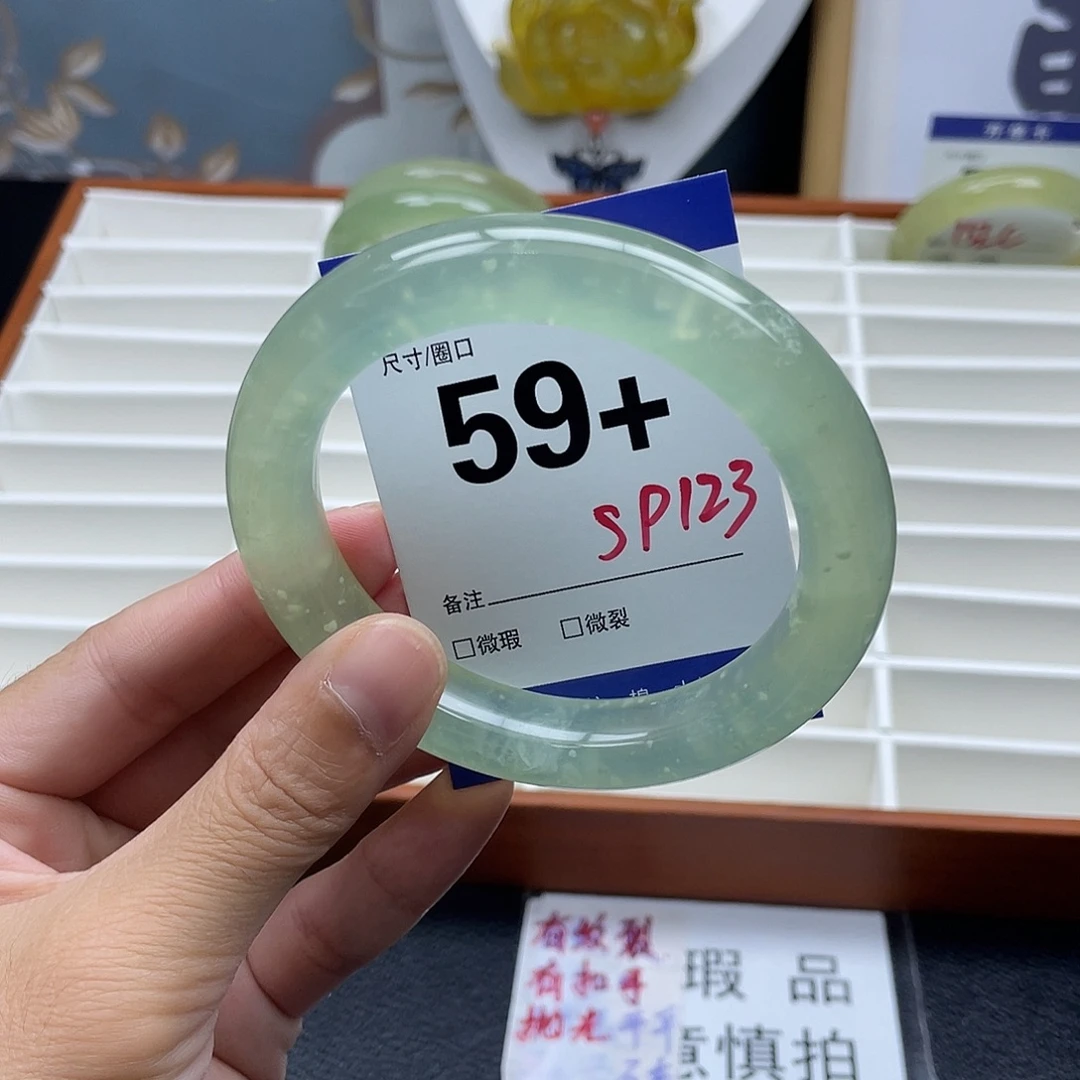 尺寸/圈口
59+
SP123
备注
□微瑕 □微裂
有纹裂
有扣手
抛光
瑕 品
慎拍